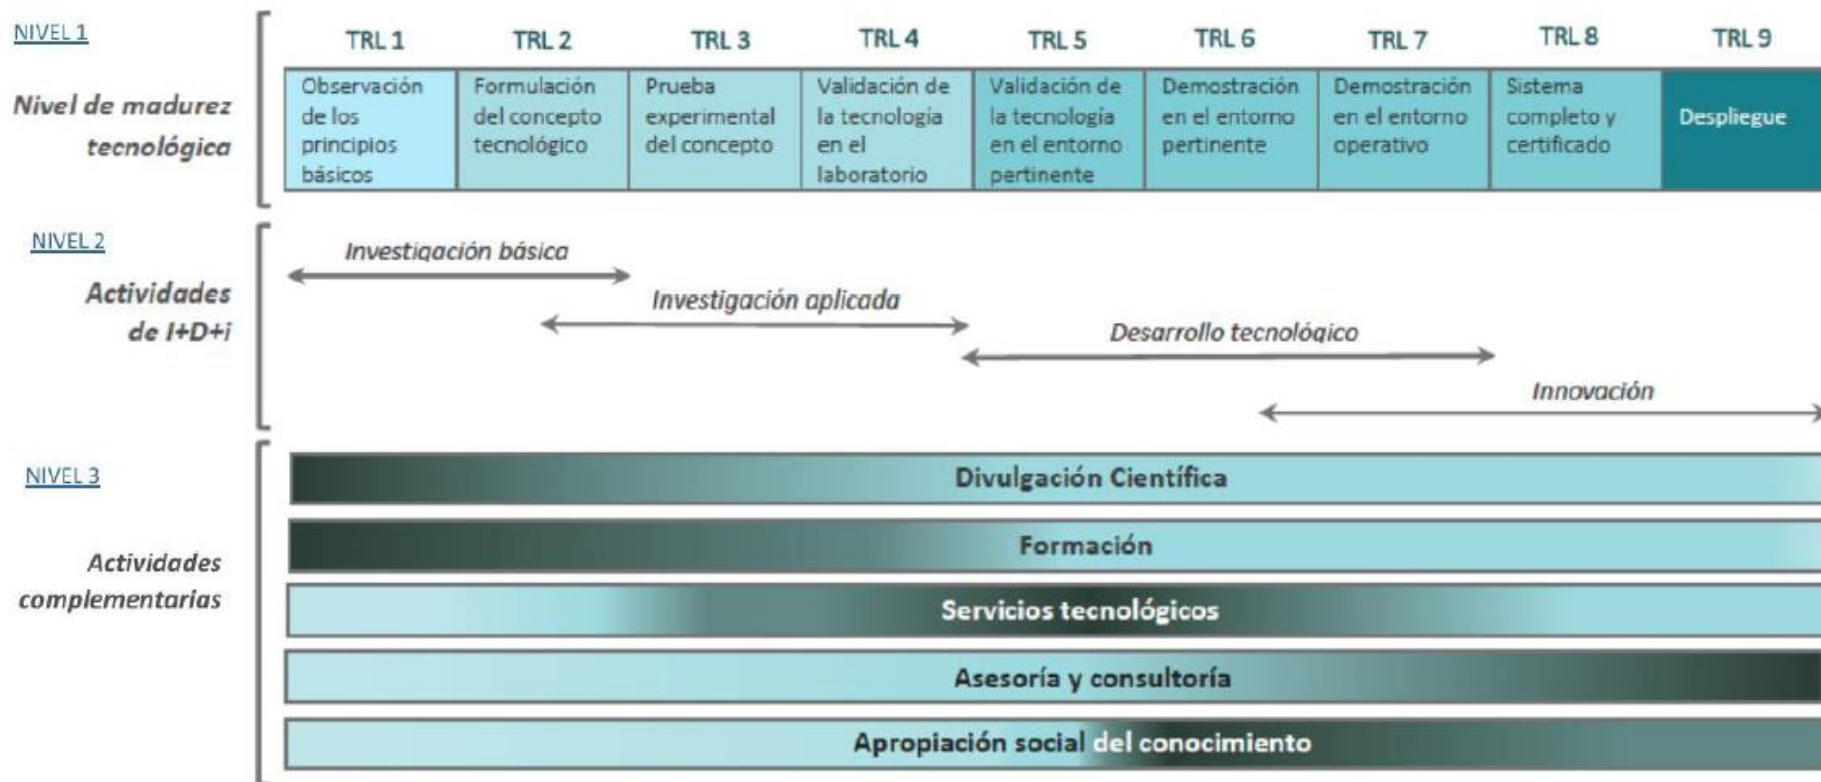 NIVEL 1
Nivel de madurez
tecnológica
TRL 1
TRL 2
TRL 3
TRL 4
TRL 5
TRL 6
TRL 7
TRL 8
TRL 9
Observación
de los
principios
básicos
Formulación
del concepto
tecnológico
Prueba
experimental
del concepto
Validación de
la tecnología
en el
laboratorio
Validación de
la tecnología
en el entorno
pertinente
Demostración
en el entorno
pertinente
Demostración
en el entorno
operativo
Sistema
completo y
certificado
Despliegue
NIVEL 2
Actividades
de I+D+i
Investigación básica
Investigación aplicada
Desarrollo tecnológico
Innovación
NIVEL 3
Actividades
complementarias
Divulgación Científica
Formación
Servicios tecnológicos
Asesoría y consultoría
Apropiación social del conocimiento